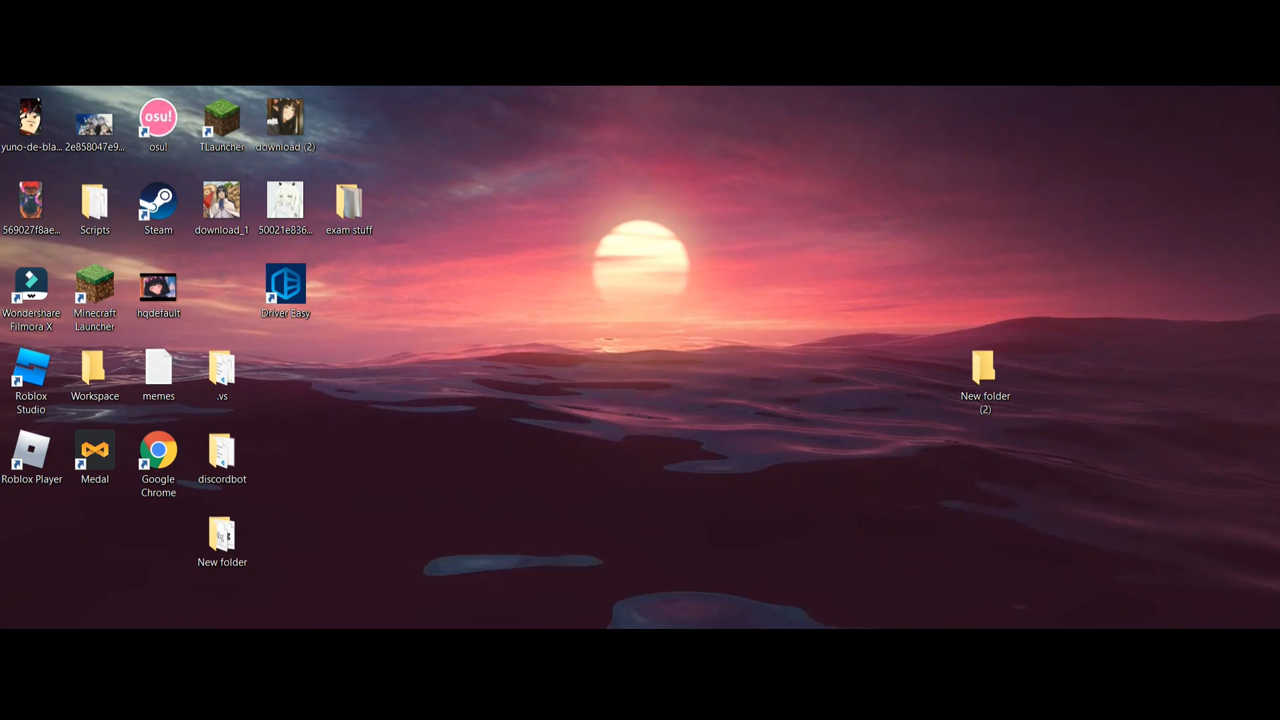 yuno-de-bla...
2e858047e9...
osu!
osu!
TLauncher
download (2)
569027f8ae...
Scripts
Steam
download_1
50021e836...
exam stuff
Wondershare
Filmora X
Minecraft
Launcher
hqdefault
Driver Easy
Roblox
Studio
Workspace
memes
.vs
New folder
(2)
Roblox Player
Medal
Google
Chrome
discordbot
New folder